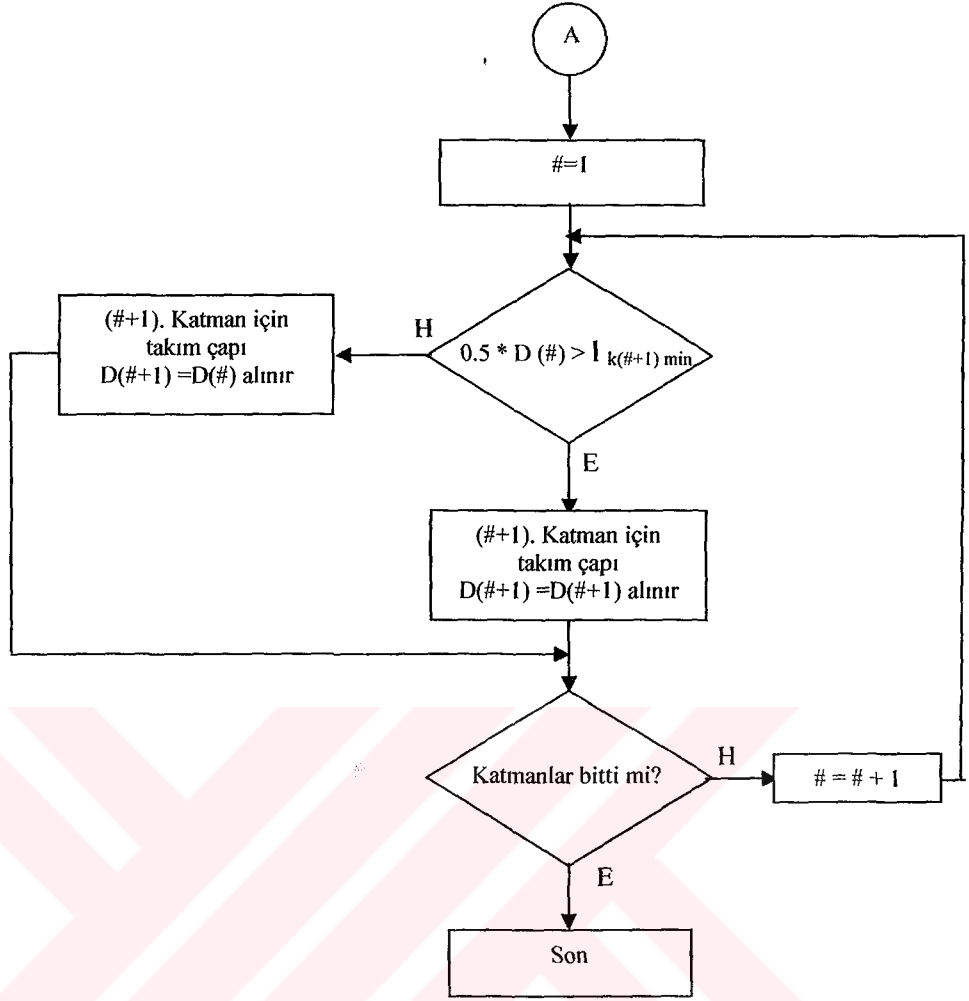 A
#=1
H
0.5 * D (#) > l k(#+1) min
(#+1). Katman için
takım çapı
D(#+1) =D(#) alınır
E
(#+1). Katman için
takım çapı
D(#+1) =D(#+1) alınır
Katmanlar bitti mi?
H
# = # + 1
E
Son